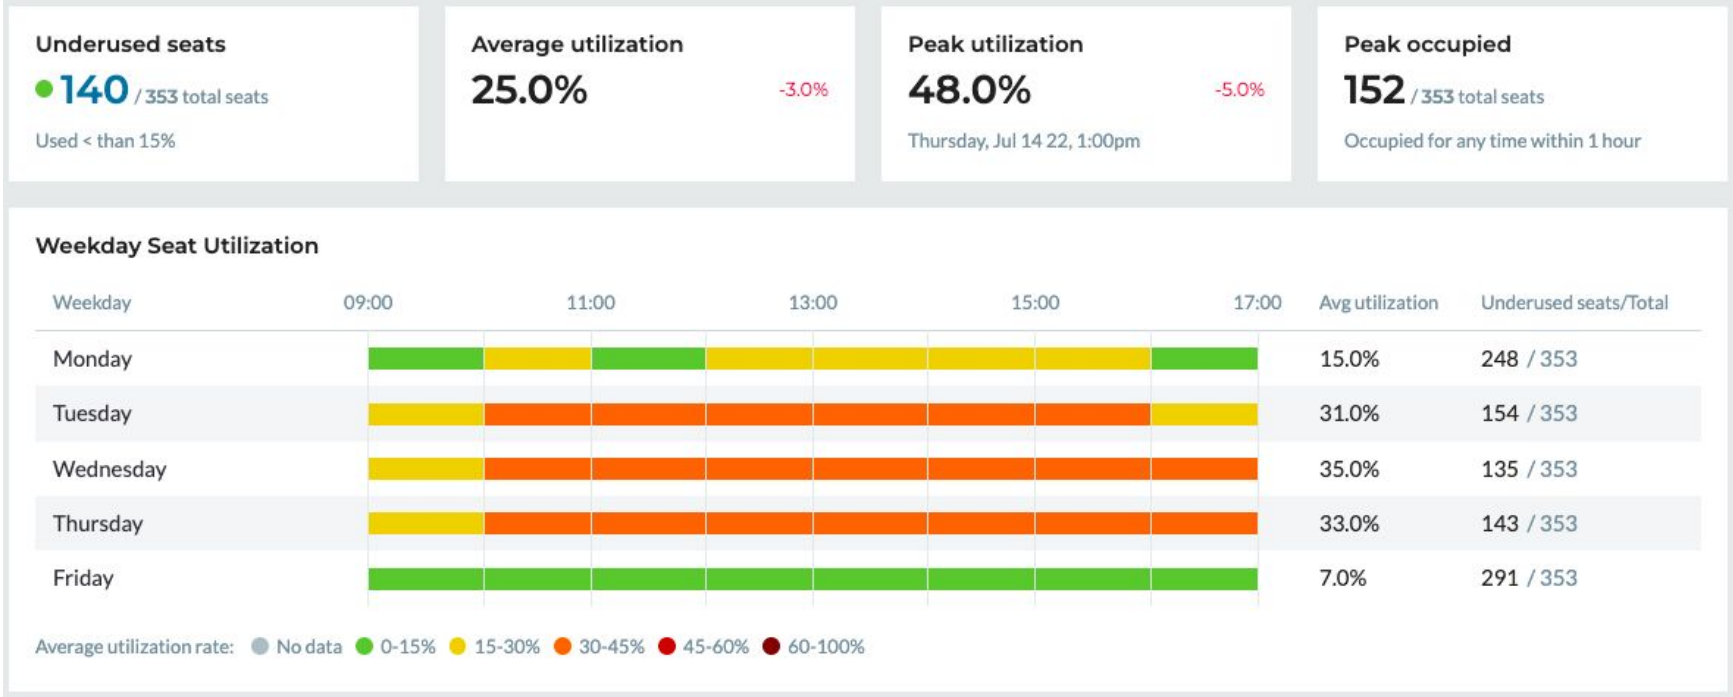 Underused seats
140 / 353 total seats
Used < than 15%
Average utilization
25.0% -3.0%
Peak utilization
48.0% -5.0%
Thursday, Jul 14 22, 1:00pm
Peak occupied
152 / 353 total seats
Occupied for any time within 1 hour
Weekday Seat Utilization
Weekday 09:00 11:00 13:00 15:00 17:00 Avg utilization Underused seats/Total
Monday 15.0% 248 / 353
Tuesday 31.0% 154 / 353
Wednesday 35.0% 135 / 353
Thursday 33.0% 143 / 353
Friday 7.0% 291 / 353
Average utilization rate: No data 0-15% 15-30% 30-45% 45-60% 60-100%